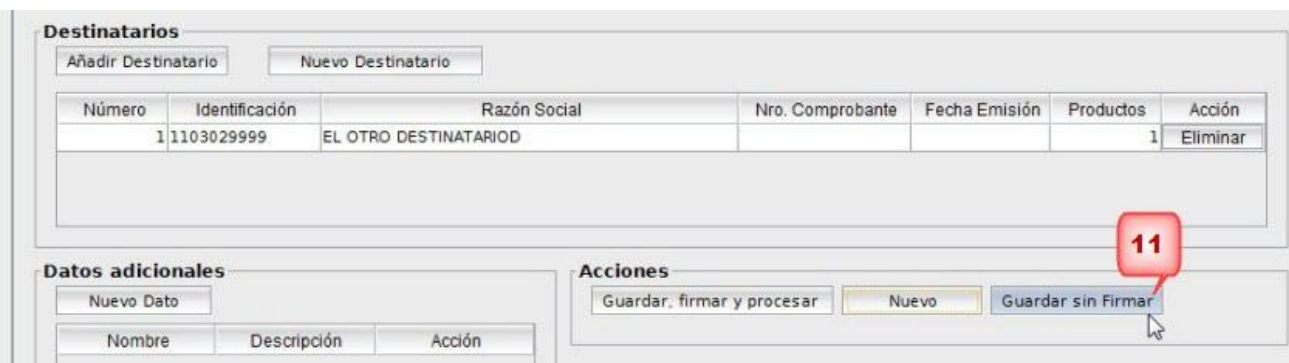 Destinatarios
Añadir Destinatario Nuevo Destinatario
Número Identificación Razón Social Nro. Comprobante Fecha Emisión Productos Acción
1 1103029999 EL OTRO DESTINATARIOD 1 Eliminar
11
Datos adicionales Acciones
Nuevo Dato Guardar, firmar y procesar Nuevo Guardar sin Firmar
Nombre Descripción Acción